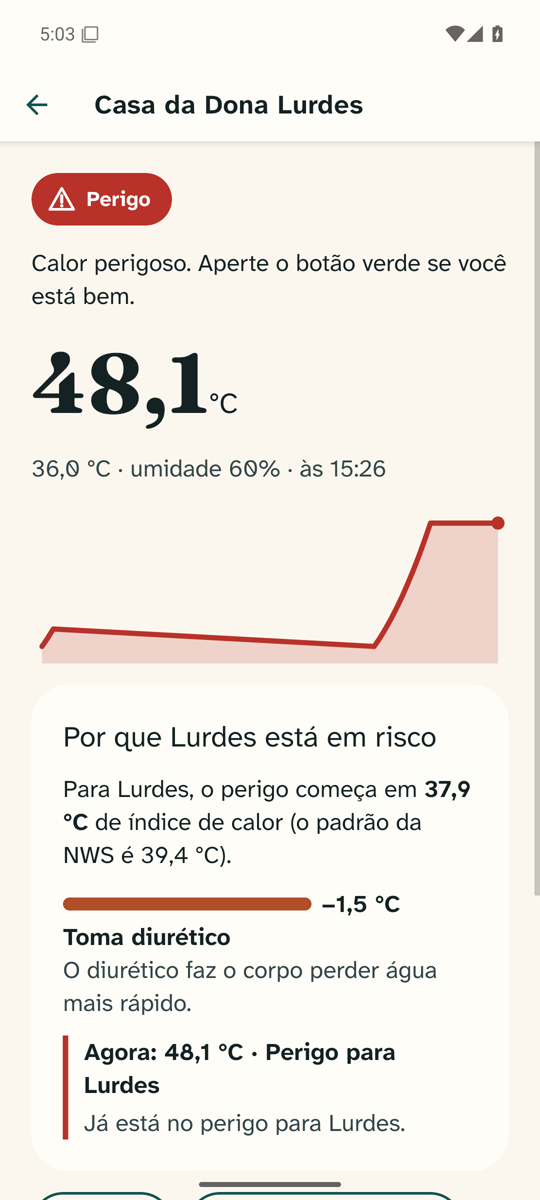 5:03
Casa da Dona Lurdes
Perigo
Calor perigoso. Aperte o botão verde se você
está bem.
48,1 °C
36,0 °C · umidade 60% · às 15:26
Por que Lurdes está em risco
Para Lurdes, o perigo começa em 37,9
°C de índice de calor (o padrão da
NWS é 39,4 °C).
−1,5 °C
Toma diurético
O diurético faz o corpo perder água
mais rápido.
Agora: 48,1 °C · Perigo para
Lurdes
Já está no perigo para Lurdes.